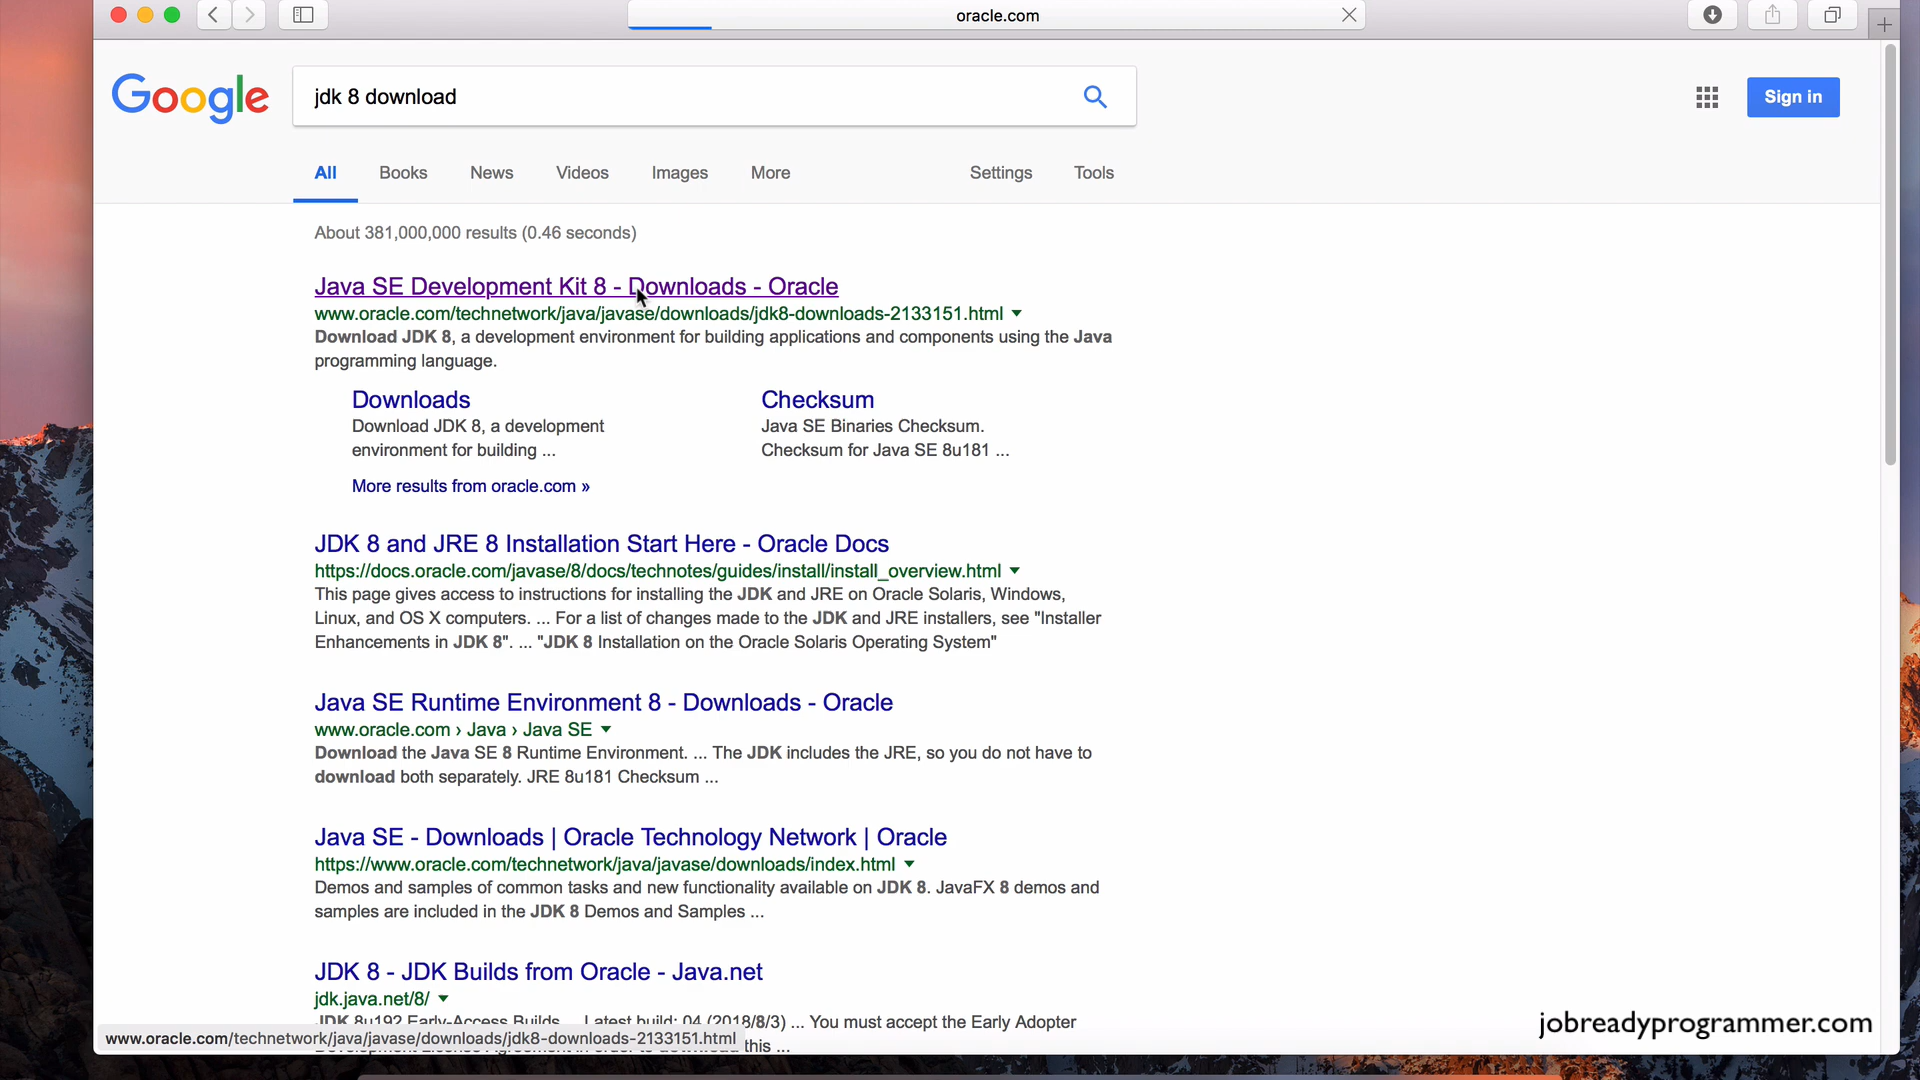 oracle.com
Google
jdk 8 download
Sign in
All Books News Videos Images More Settings Tools
About 381,000,000 results (0.46 seconds)
Java SE Development Kit 8 - Downloads - Oracle
www.oracle.com/technetwork/java/javase/downloads/jdk8-downloads-2133151.html
Download JDK 8, a development environment for building applications and components using the Java
programming language.
Downloads
Download JDK 8, a development
environment for building ...
Checksum
Java SE Binaries Checksum.
Checksum for Java SE 8u181 ...
More results from oracle.com »
JDK 8 and JRE 8 Installation Start Here - Oracle Docs
https://docs.oracle.com/javase/8/docs/technotes/guides/install/install_overview.html
This page gives access to instructions for installing the JDK and JRE on Oracle Solaris, Windows,
Linux, and OS X computers. ... For a list of changes made to the JDK and JRE installers, see "Installer
Enhancements in JDK 8". ... "JDK 8 Installation on the Oracle Solaris Operating System"
Java SE Runtime Environment 8 - Downloads - Oracle
www.oracle.com › Java › Java SE
Download the Java SE 8 Runtime Environment. ... The JDK includes the JRE, so you do not have to
download both separately. JRE 8u181 Checksum ...
Java SE - Downloads | Oracle Technology Network | Oracle
https://www.oracle.com/technetwork/java/javase/downloads/index.html
Demos and samples of common tasks and new functionality available on JDK 8. JavaFX 8 demos and
samples are included in the JDK 8 Demos and Samples ...
JDK 8 - JDK Builds from Oracle - Java.net
jdk.java.net/8/
JDK 8u192 Early-Access Builds ... Latest build: 04 (2018/8/3) ... You must accept the Early Adopter
Development License Agreement in order to download this ...
www.oracle.com/technetwork/java/javase/downloads/jdk8-downloads-2133151.html
jobreadyprogrammer.com